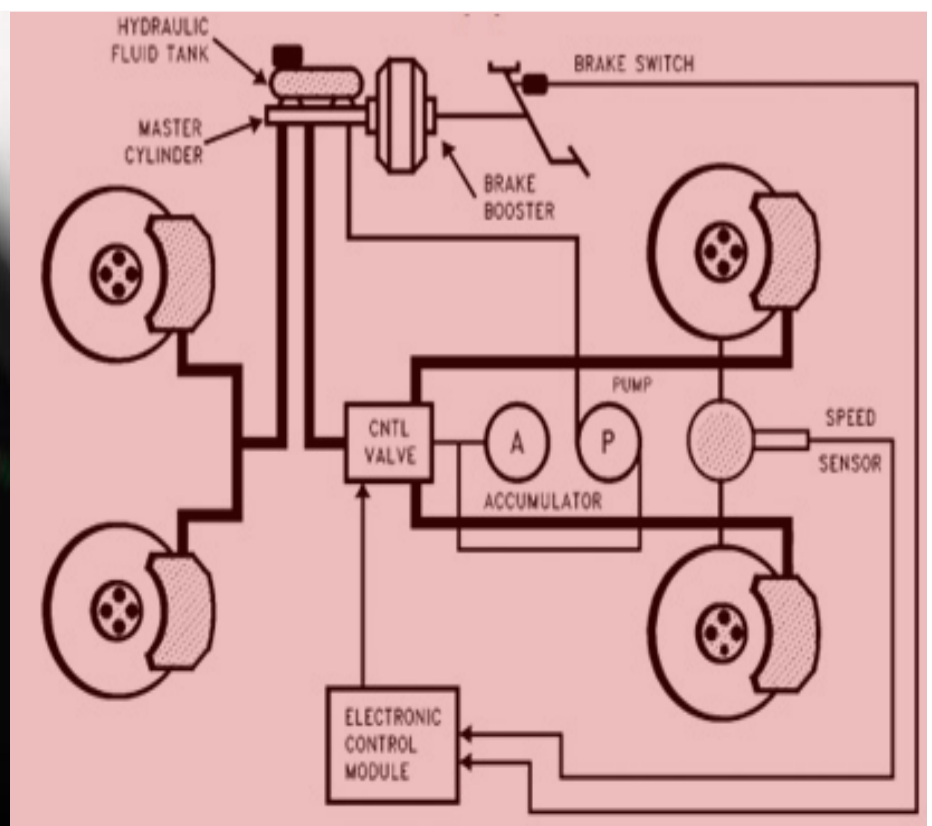 HYDRAULIC
FLUID TANK
BRAKE SWITCH
MASTER
CYLINDER
BRAKE
BOOSTER
PUMP
CNTL
VALVE
A
P
SPEED
SENSOR
ACCUMULATOR
ELECTRONIC
CONTROL
MODULE